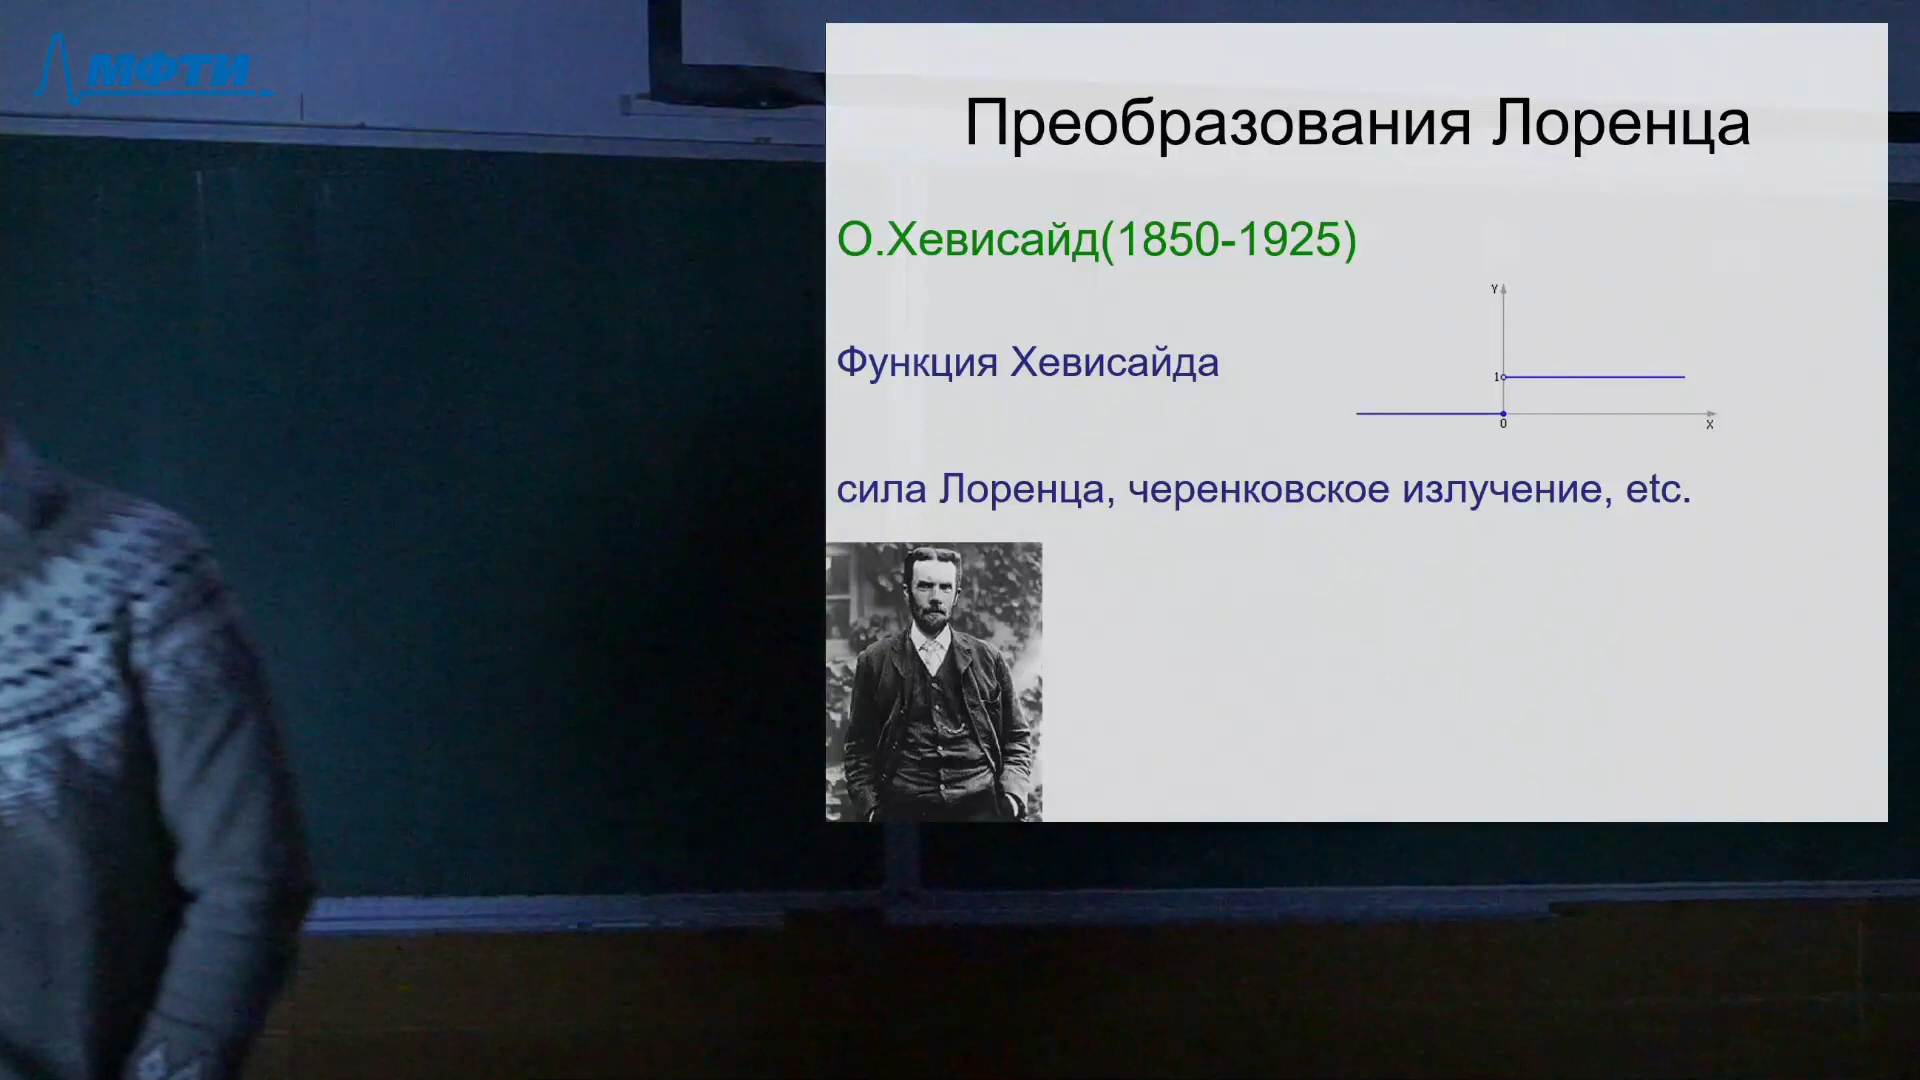 МФТИ
Преобразования Лоренца
О.Хевисайд(1850-1925)
Функция Хевисайда
Y
1
0
X
сила Лоренца, черенковское излучение, etc.